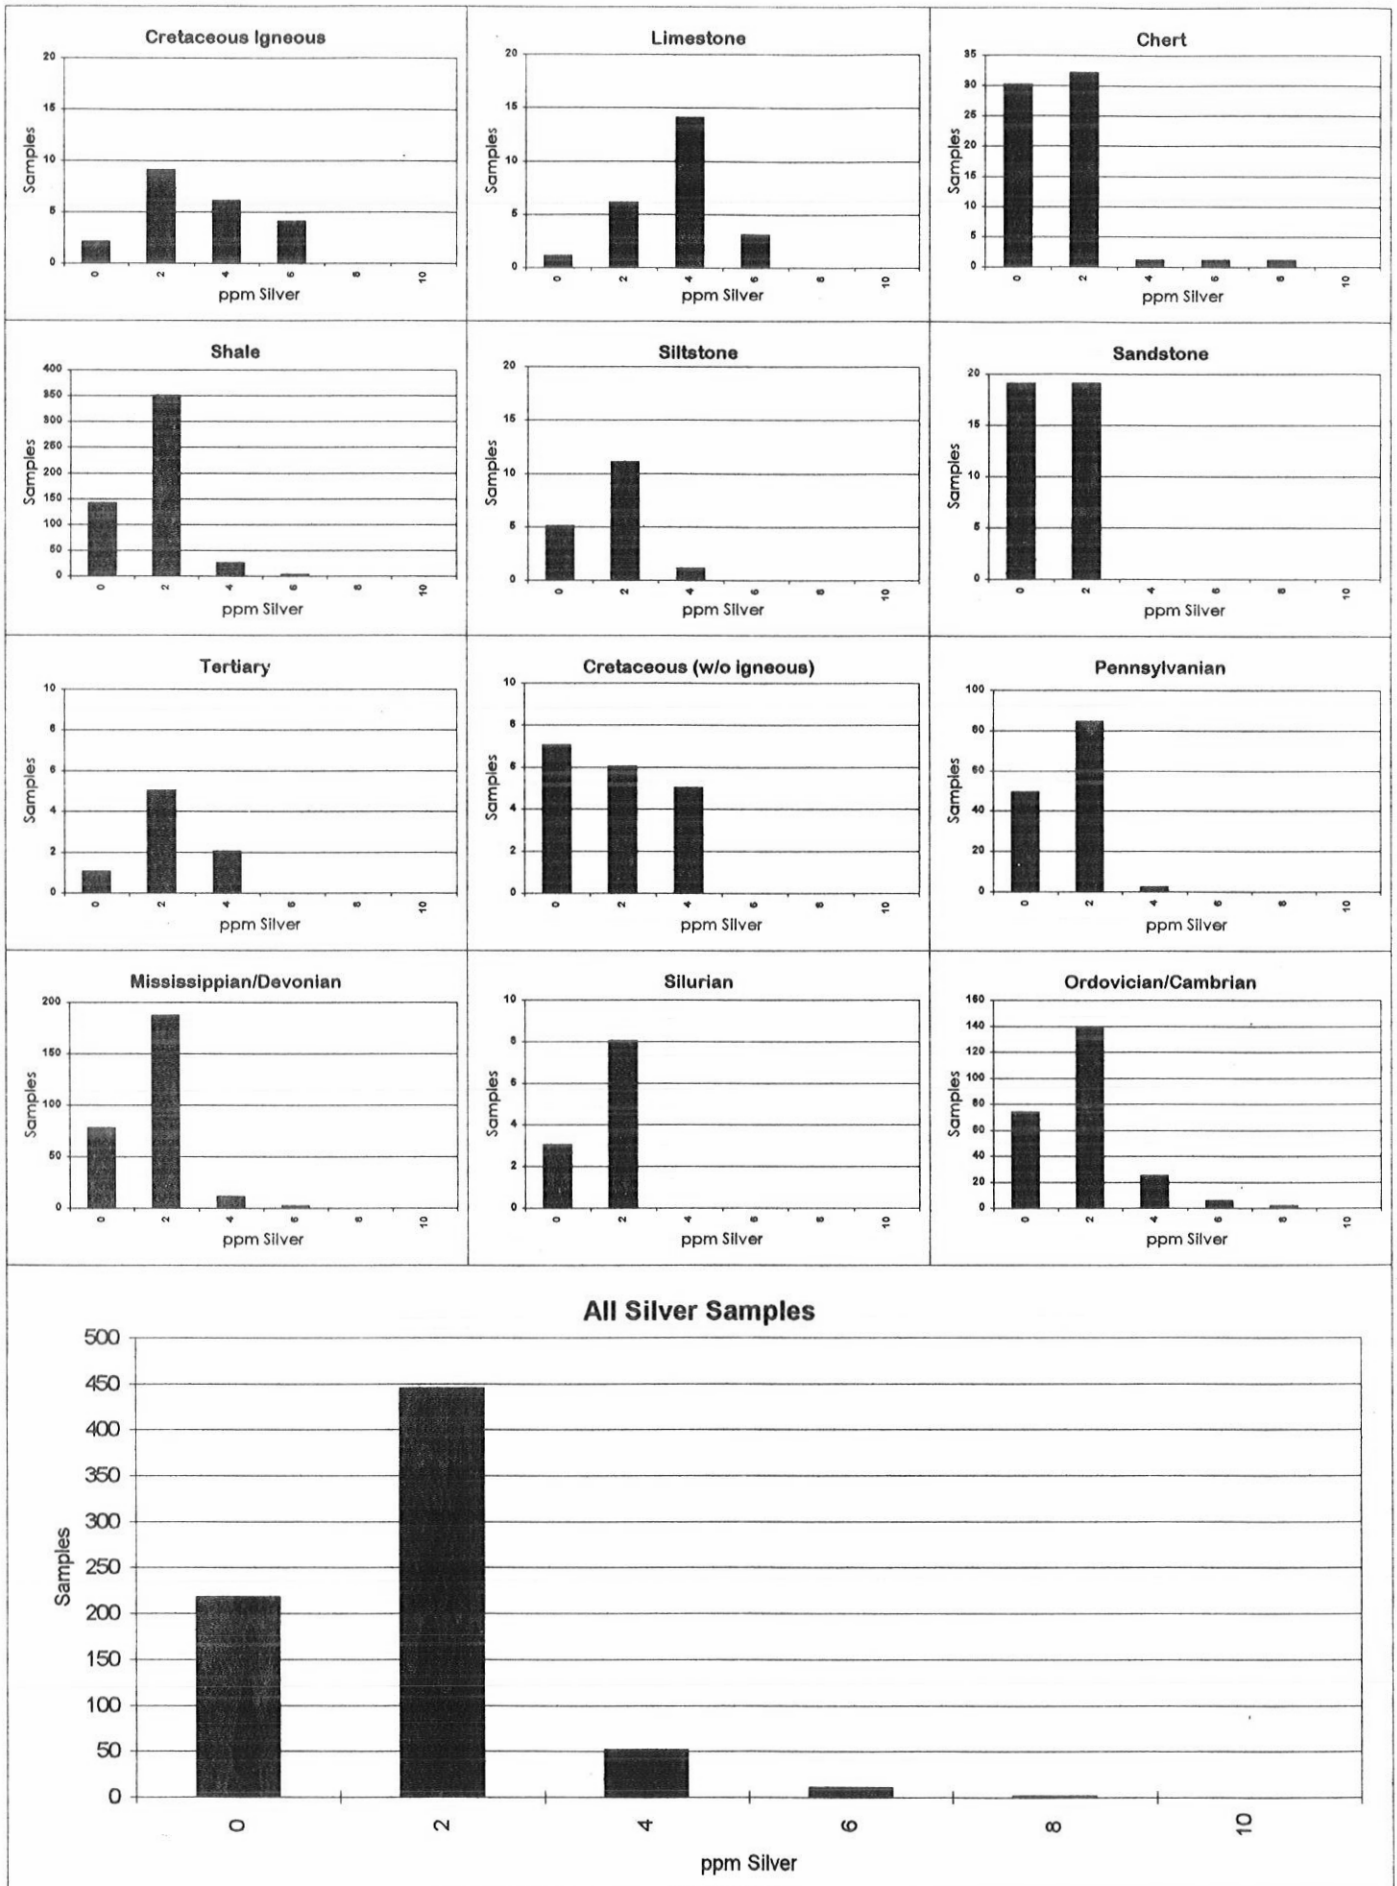 Cretaceous Igneous
20
15
10
5
0
Samples
0 2 4 6 8 10
ppm Silver
Limestone
20
15
10
5
0
Samples
0 2 4 6 8 10
ppm Silver
Chert
35
30
25
20
15
10
5
0
Samples
0 2 4 6 8 10
ppm Silver
Shale
400
350
300
250
200
150
100
50
0
Samples
0 2 4 6 8 10
ppm Silver
Siltstone
20
15
10
5
0
Samples
0 2 4 6 8 10
ppm Silver
Sandstone
20
15
10
5
0
Samples
0 2 4 6 8 10
ppm Silver
Tertiary
10
8
6
4
2
0
Samples
0 2 4 6 8 10
ppm Silver
Cretaceous (w/o igneous)
10
8
6
4
2
0
Samples
0 2 4 6 8 10
ppm Silver
Pennsylvanian
100
80
60
40
20
0
Samples
0 2 4 6 8 10
ppm Silver
Mississippian/Devonian
200
150
100
50
0
Samples
0 2 4 6 8 10
ppm Silver
Silurian
10
8
6
4
2
0
Samples
0 2 4 6 8 10
ppm Silver
Ordovician/Cambrian
160
140
120
100
80
60
40
20
0
Samples
0 2 4 6 8 10
ppm Silver
All Silver Samples
500
450
400
350
300
250
200
150
100
50
0
Samples
0 2 4 6 8 10
ppm Silver